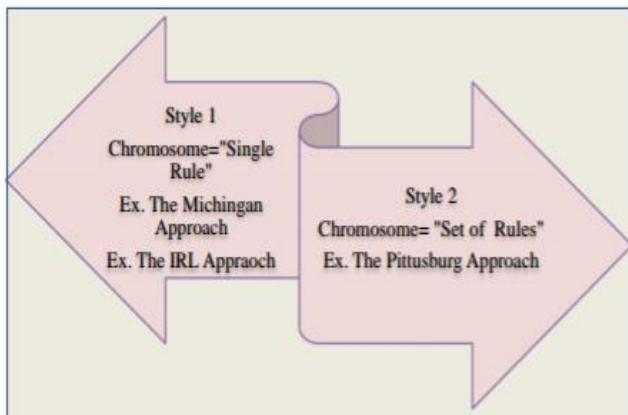 Style 1
Chromosome="Single
Rule"
Ex. The Michingan
Approach
Ex. The IRL Appraoch
Style 2
Chromosome= "Set of Rules"
Ex. The Pittusburg Approach